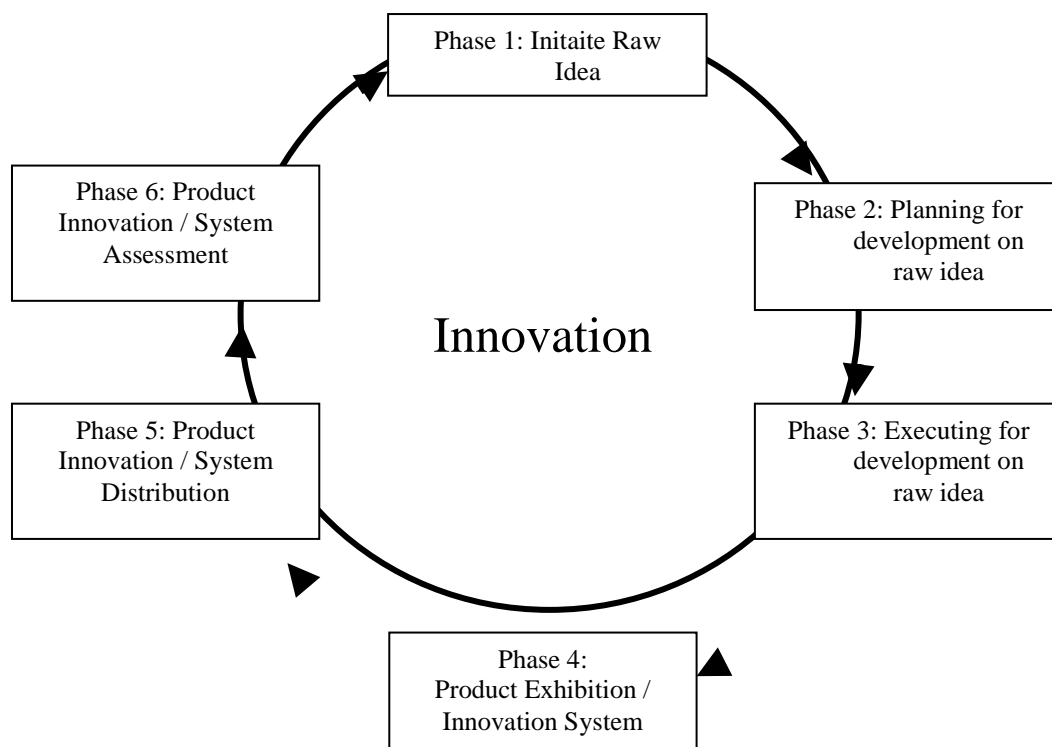 Phase 1: Initaite Raw
Idea
Phase 2: Planning for
development on
raw idea
Phase 3: Executing for
development on
raw idea
Phase 4:
Product Exhibition /
Innovation System
Phase 5: Product
Innovation / System
Distribution
Phase 6: Product
Innovation / System
Assessment
Innovation